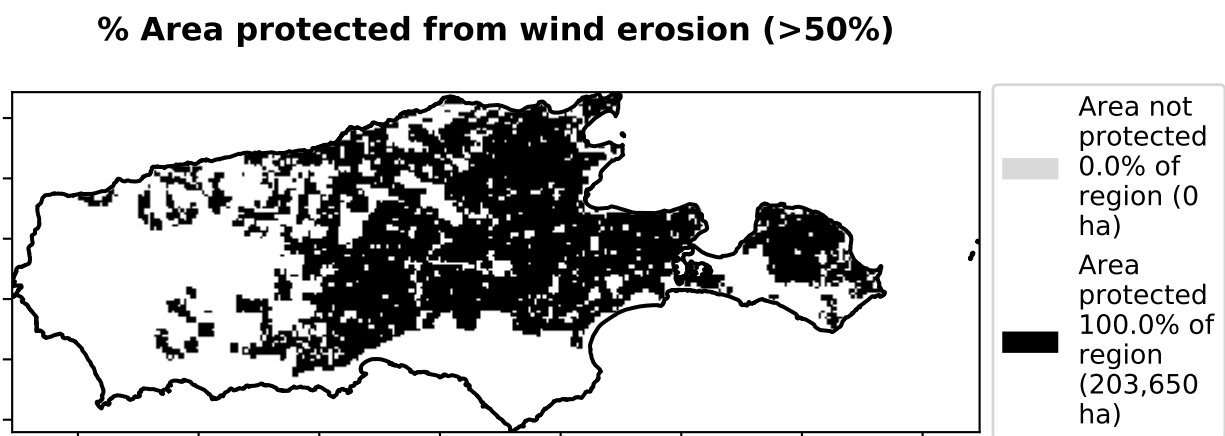 % Area protected from wind erosion (>50%)
Area not
protected
0.0% of
region (0
ha)
Area
protected
100.0% of
region
(203,650
ha)